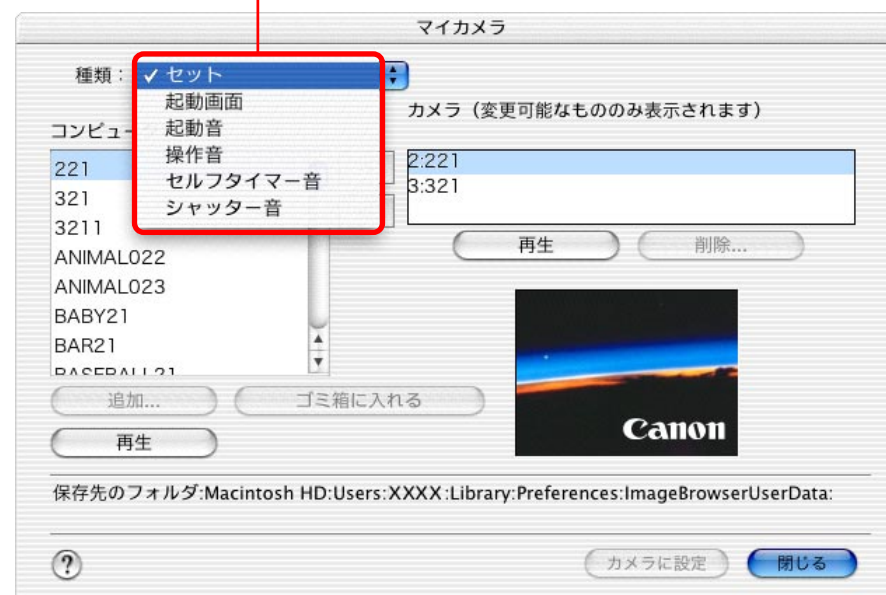 マイカメラ
種類： ✓ セット
起動画面
起動音
操作音
セルフタイマー音
シャッター音
カメラ（変更可能なもののみ表示されます）
コンピュー
221
321
3211
ANIMAL022
ANIMAL023
BABY21
BAR21
BASEBALL21
2:221
3:321
再生
削除...
Canon
追加...
ゴミ箱に入れる
再生
保存先のフォルダ:Macintosh HD:Users:XXXX:Library:Preferences:ImageBrowserUserData:
?
カメラに設定
閉じる